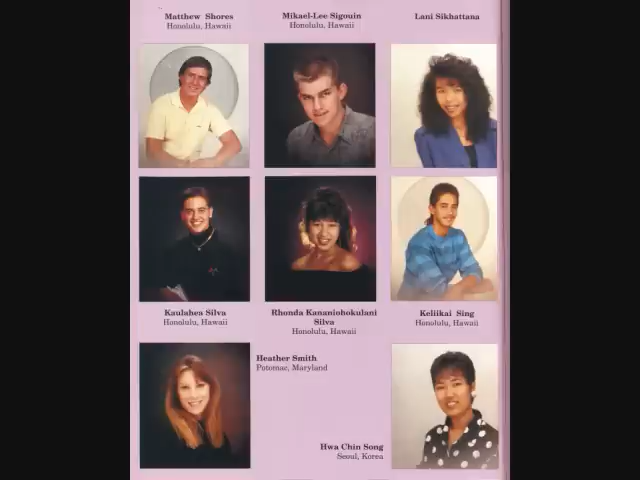 Matthew Shores
Honolulu, Hawaii
Mikael-Lee Sigouin
Honolulu, Hawaii
Lani Sikhattana
Kaulahea Silva
Honolulu, Hawaii
Rhonda Kananiohokulani
Silva
Honolulu, Hawaii
Keliikai Sing
Honolulu, Hawaii
Heather Smith
Potomac, Maryland
Hwa Chin Song
Seoul, Korea